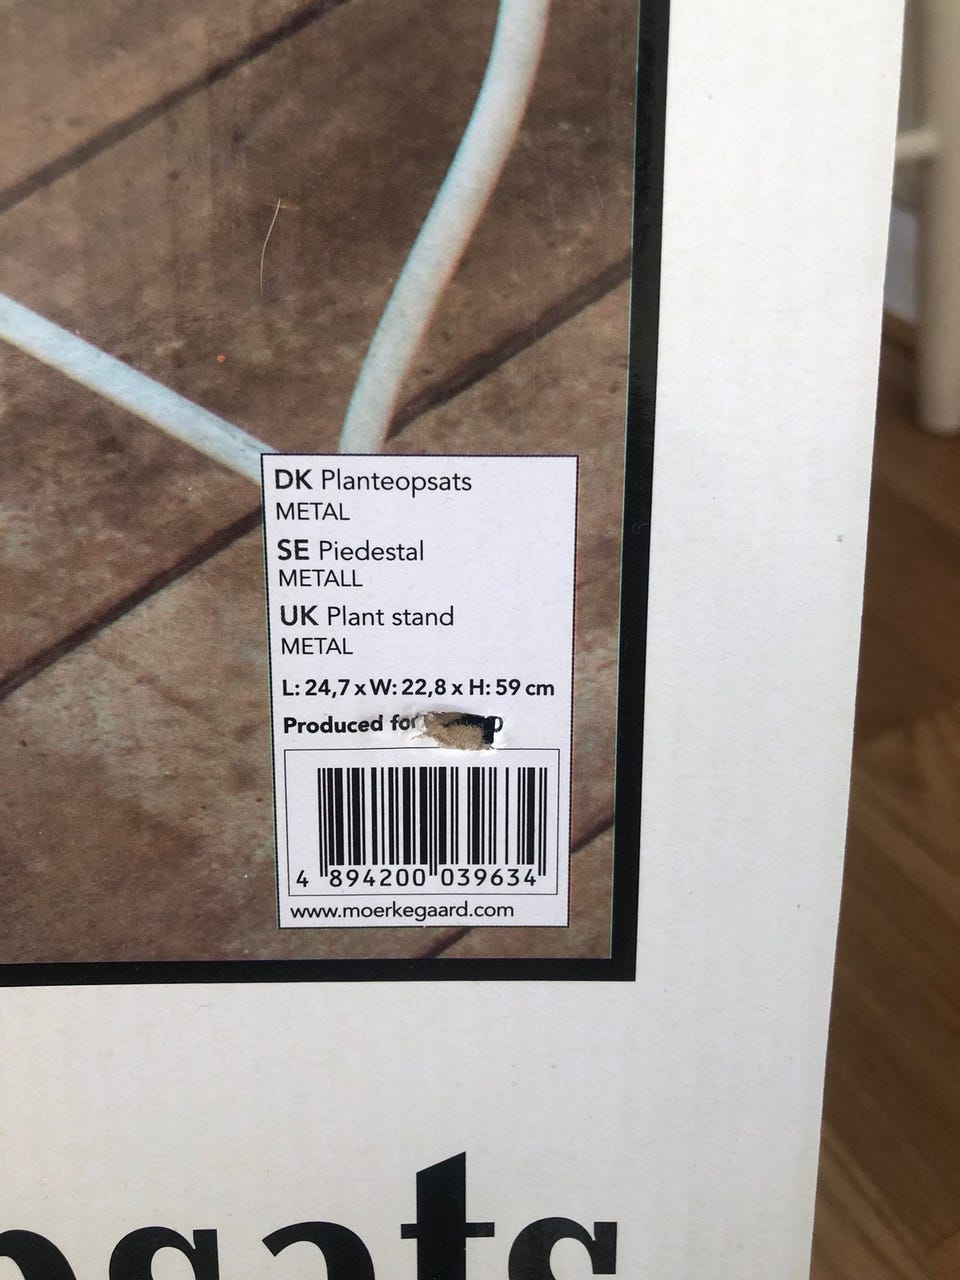 DK Planteopsats
METAL
SE Piedestal
METALL
UK Plant stand
METAL
L: 24,7 x W: 22,8 x H: 59 cm
Produced for
4 894200 039634
www.moerkegaard.com
psats